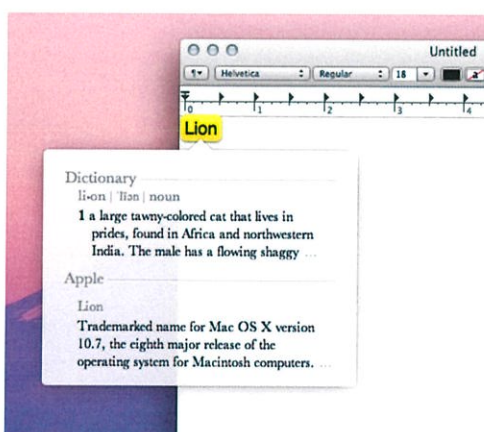 Untitled
Helvetica Regular 18 a
0 1 2 3 4
Lion
Dictionary
li•on | ˈlīən | noun
1 a large tawny-colored cat that lives in
prides, found in Africa and northwestern
India. The male has a flowing shaggy ...
Apple
Lion
Trademarked name for Mac OS X version
10.7, the eighth major release of the
operating system for Macintosh computers. ...